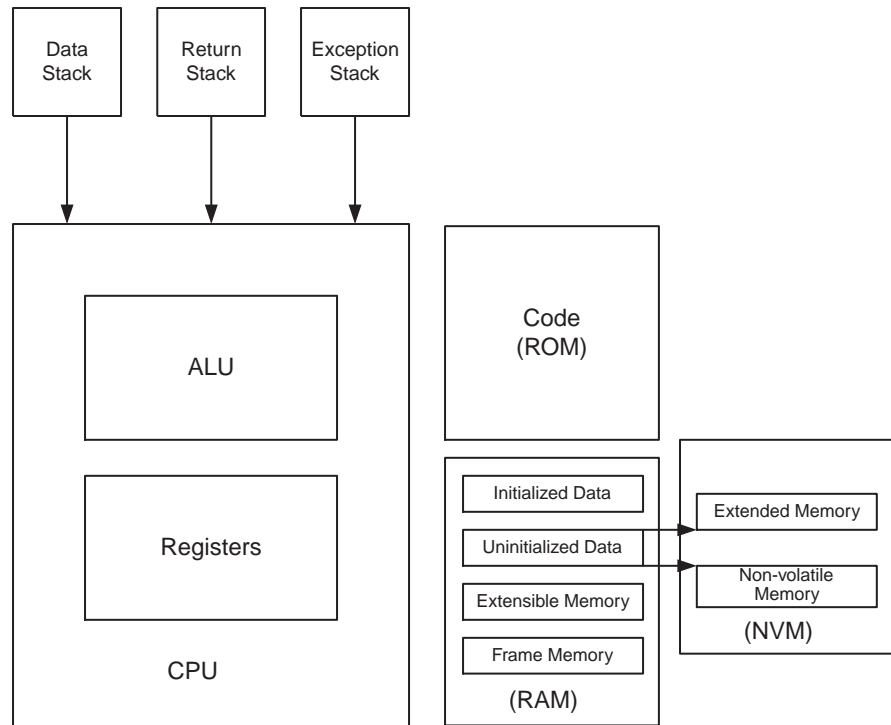 Data
Stack
Return
Stack
Exception
Stack
ALU
Registers
CPU
Code
(ROM)
Initialized Data
Uninitialized Data
Extensible Memory
Frame Memory
(RAM)
Extended Memory
Non-volatile
Memory
(NVM)